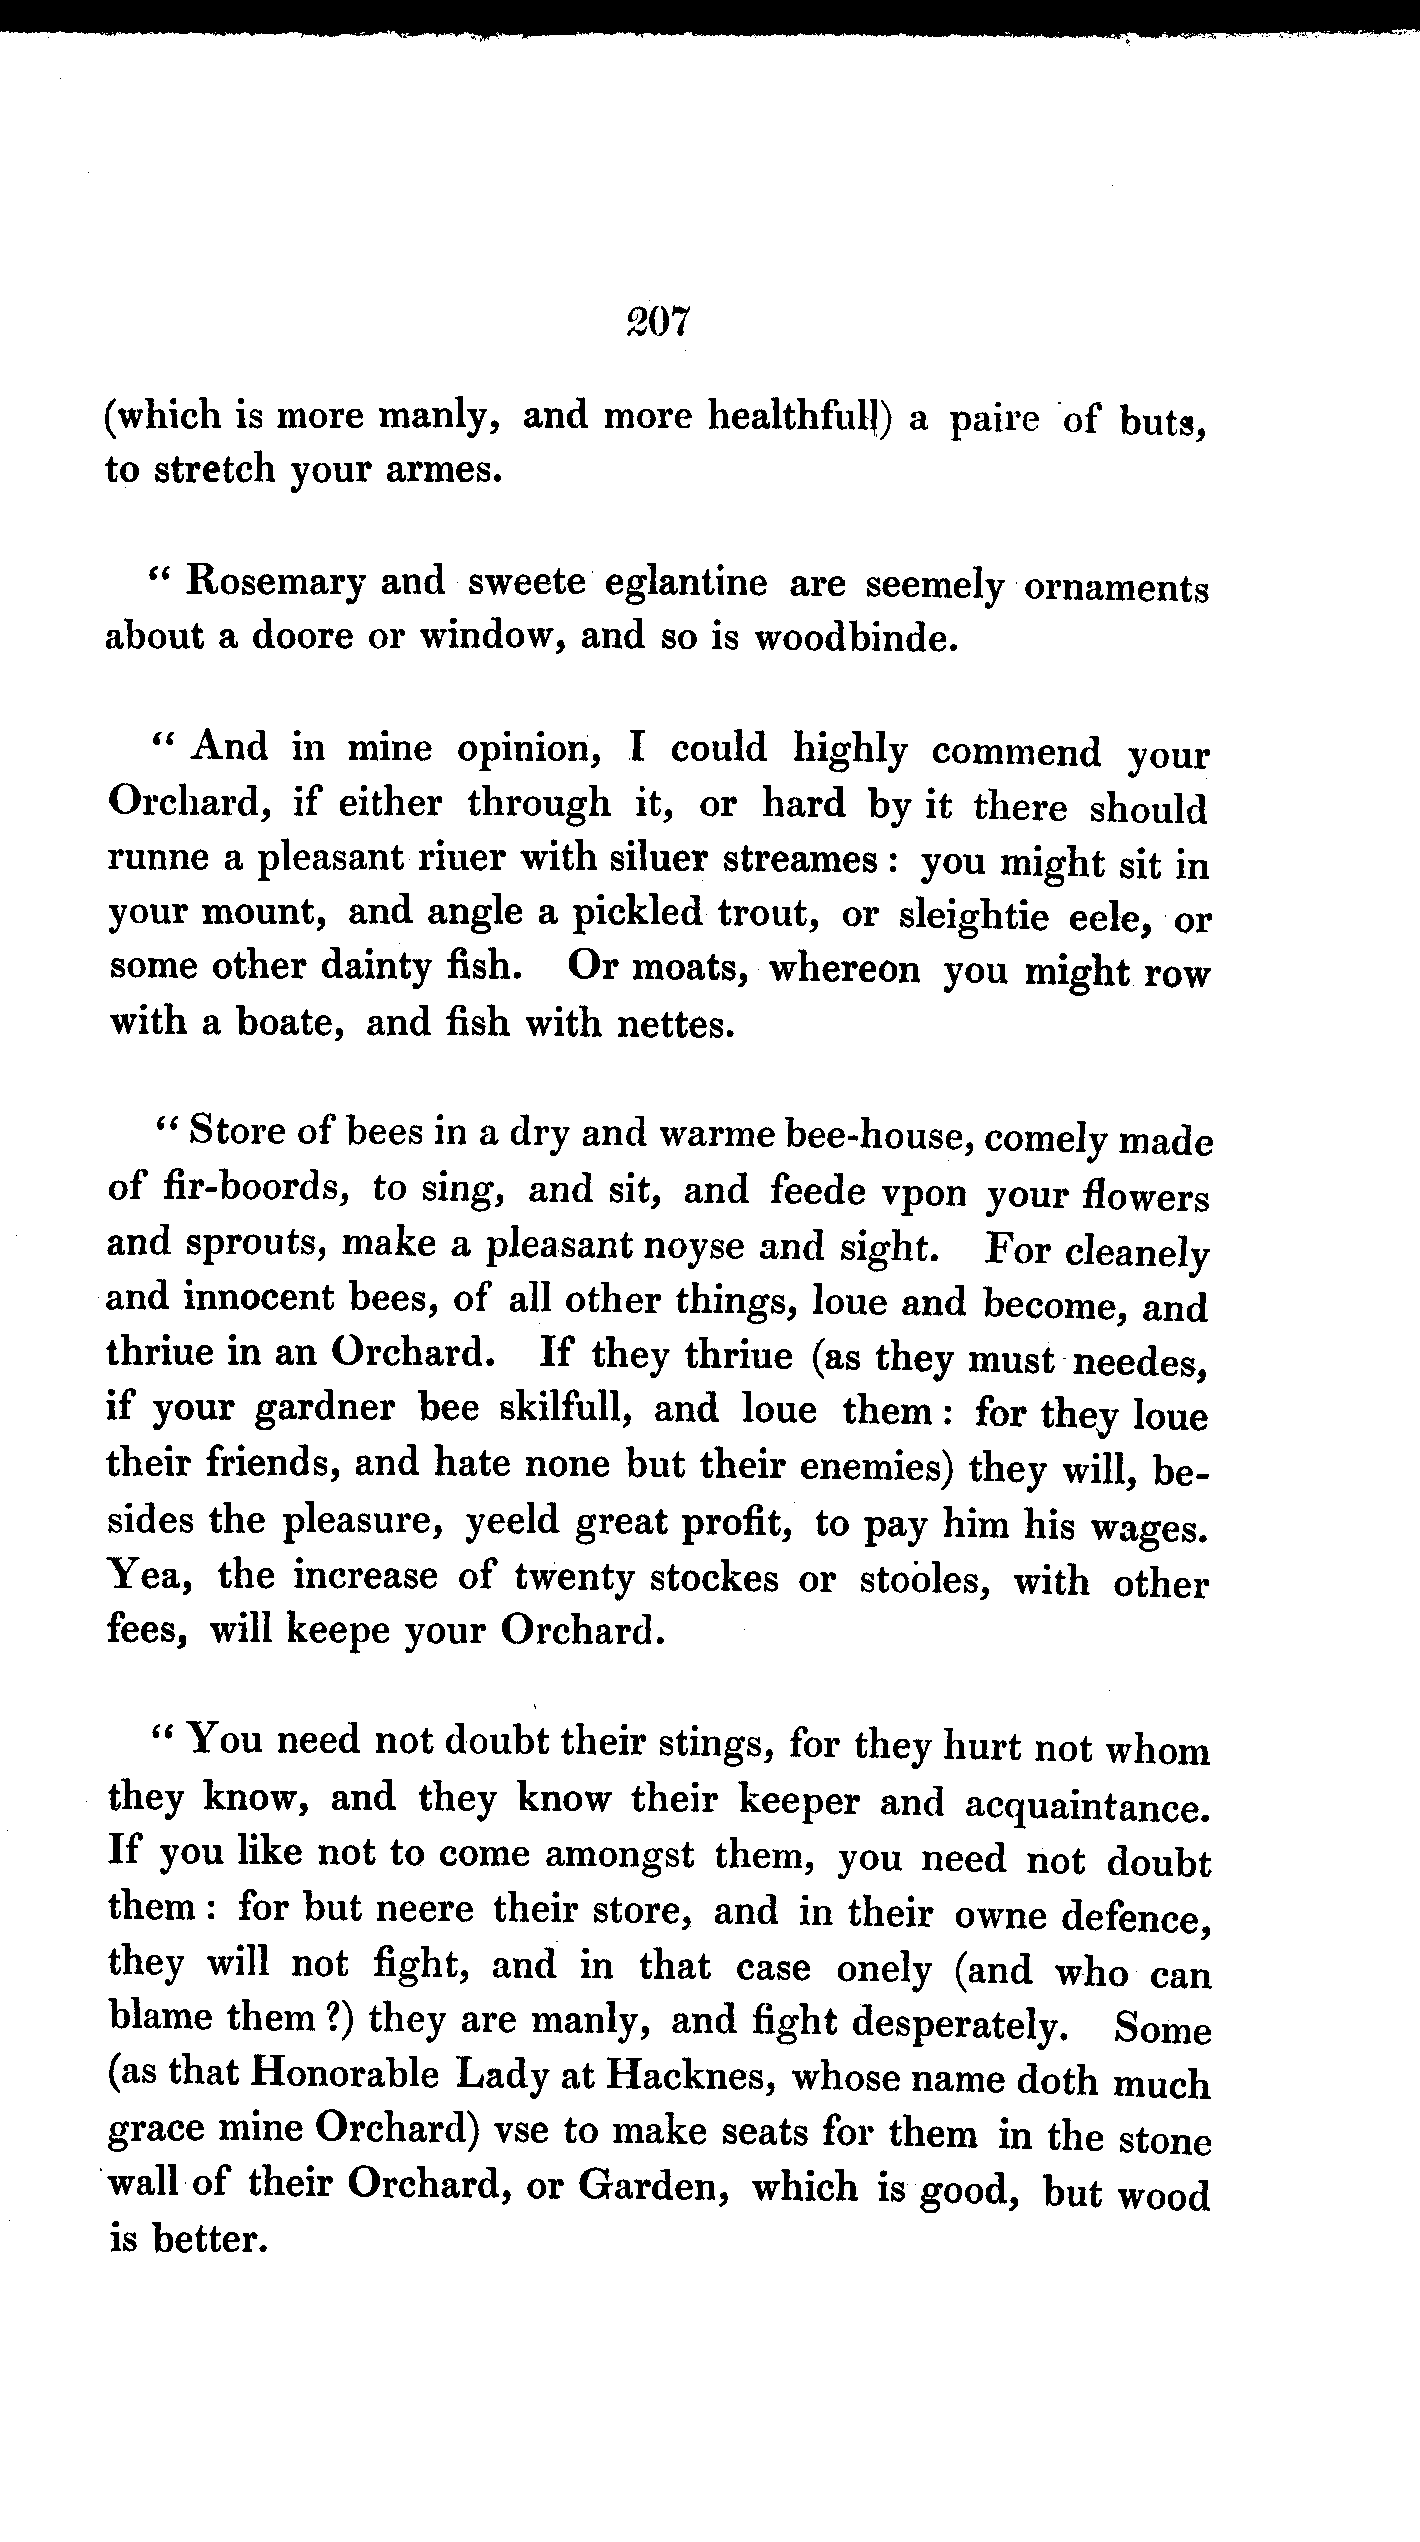 207
(which is more manly, and more healthfull) a paire of buts,
to stretch your armes.
“ Rosemary and sweete eglantine are seemely ornaments
about a doore or window, and so is woodbinde.
“ And in mine opinion, I could highly commend your
Orchard, if either through it, or hard by it there should
runne a pleasant riuer with siluer streames : you might sit in
your mount, and angle a pickled trout, or sleightie eele, or
some other dainty fish. Or moats, whereon you might row
with a boate, and fish with nettes.
“ Store of bees in a dry and warme bee-house, comely made
of fir-boords, to sing, and sit, and feede vpon your flowers
and sprouts, make a pleasant noyse and sight. For cleanely
and innocent bees, of all other things, loue and become, and
thriue in an Orchard. If they thriue (as they must needes,
if your gardner bee skilfull, and loue them : for they loue
their friends, and hate none but their enemies) they will, be-
sides the pleasure, yeeld great profit, to pay him his wages.
Yea, the increase of twenty stockes or stooles, with other
fees, will keepe your Orchard.
“ You need not doubt their stings, for they hurt not whom
they know, and they know their keeper and acquaintance.
If you like not to come amongst them, you need not doubt
them : for but neere their store, and in their owne defence,
they will not fight, and in that case onely (and who can
blame them ?) they are manly, and fight desperately. Some
(as that Honorable Lady at Hacknes, whose name doth much
grace mine Orchard) vse to make seats for them in the stone
wall of their Orchard, or Garden, which is good, but wood
is better.